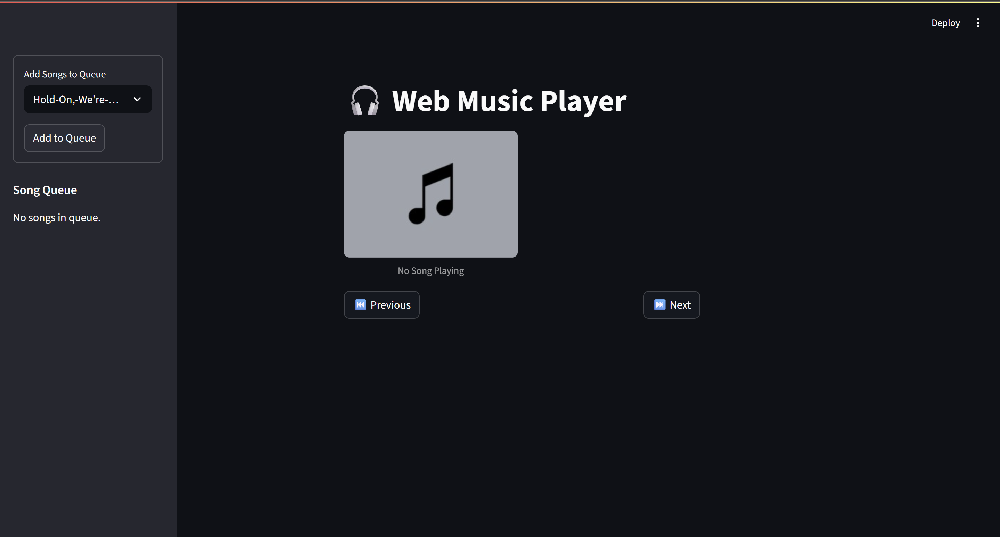 Deploy
Add Songs to Queue
Hold-On,-We're-...
Add to Queue
Song Queue
No songs in queue.
Web Music Player
No Song Playing
Previous
Next